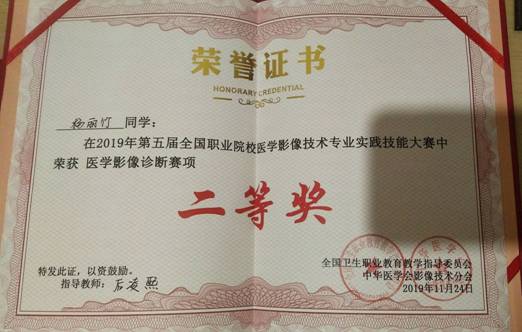 荣誉证书
HONORARY CREDENTIAL
杨丽竹 同学：
在2019年第五届全国职业院校医学影像技术专业实践技能大赛中
荣获 医学影像诊断赛项
二等奖
全国卫生职业教育教学指导委员会
特发此证，以资鼓励。
中华医学会影像技术分会
指导教师：
2019年11月24日